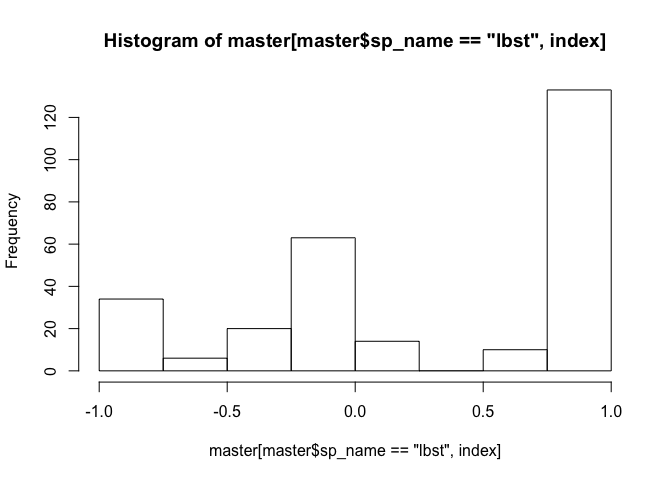 Histogram of master[master$sp_name == "lbst", index]
Frequency
120
100
80
60
40
20
0
-1.0 -0.5 0.0 0.5 1.0
master[master$sp_name == "lbst", index]